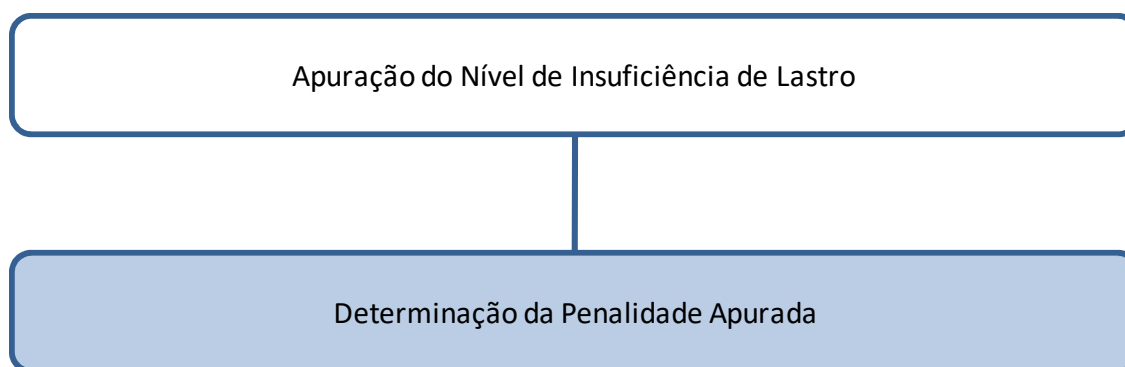 Apuração do Nível de Insuficiência de Lastro
Determinação da Penalidade Apurada